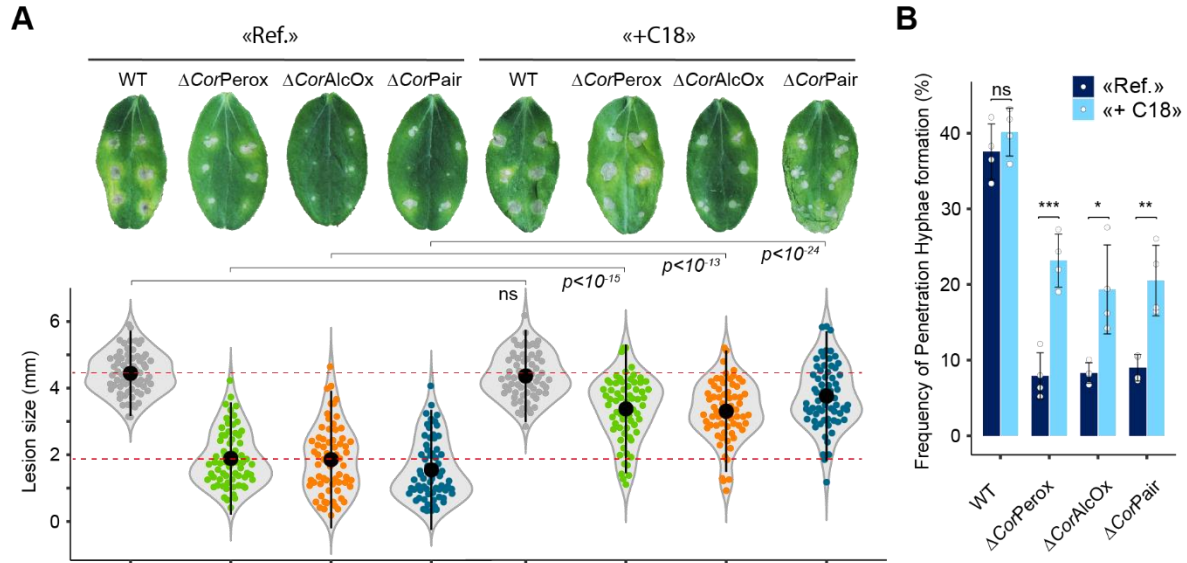 A
«Ref.»
«+C18»
WT ΔCorPerox ΔCorAlcOx ΔCorPair WT ΔCorPerox ΔCorAlcOx ΔCorPair
ns p<10-15 p<10-13 p<10-24
Lesion size (mm)
6
4
2
0
B
«Ref.»
«+ C18»
Frequency of Penetration Hyphae formation (%)
40
30
20
10
0
ns *** * **
WT ΔCorPerox ΔCorAlcOx ΔCorPair